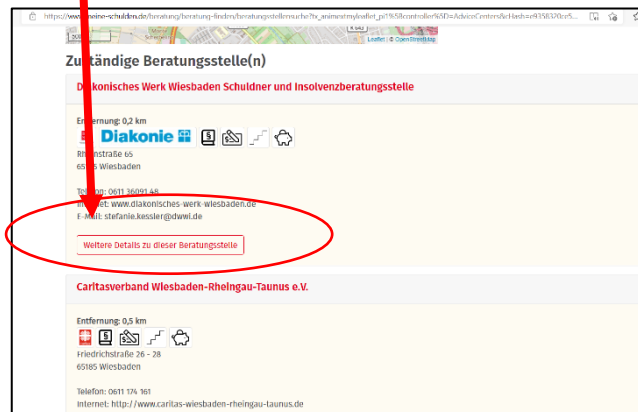 https://www.meine-schulden.de/beratung/beratung-finden/beratungsstellensuche?tx_aimeostmyleaflet_pi1%5Bcontroller%5D=AdviceCenters&cHash=e9358320ce5...
Leaflet | © OpenStreetMap
Zuständige Beratungsstelle(n)
Diakonisches Werk Wiesbaden Schuldner und Insolvenzberatungsstelle
Entfernung: 0,2 km
Diakonie
Rheinstraße 65
Wiesbaden
Telefon: 0611 36091 48
Internet: www.diakonisches-werk-wiesbaden.de
E-Mail: stefanie.kessler@dwwi.de
Weitere Details zu dieser Beratungsstelle
Caritasverband Wiesbaden-Rheingau-Taunus e.V.
Entfernung: 0,5 km
Friedrichstraße 26 - 28
65185 Wiesbaden
Telefon: 0611 174 161
Internet: http://www.caritas-wiesbaden-rheingau-taunus.de